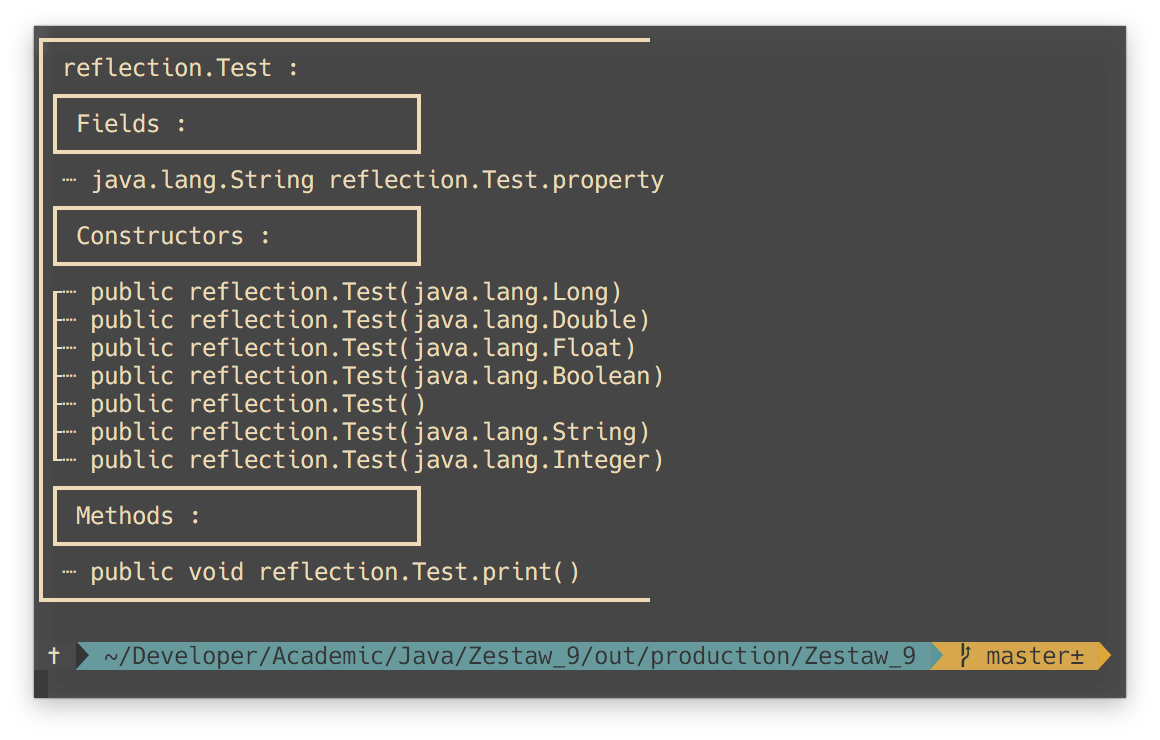 reflection.Test :
Fields :
┈ java.lang.String reflection.Test.property
Constructors :
┈ public reflection.Test(java.lang.Long)
┈ public reflection.Test(java.lang.Double)
┈ public reflection.Test(java.lang.Float)
┈ public reflection.Test(java.lang.Boolean)
┈ public reflection.Test()
┈ public reflection.Test(java.lang.String)
┈ public reflection.Test(java.lang.Integer)
Methods :
┈ public void reflection.Test.print()
✝ ~/Developer/Academic/Java/Zestaw_9/out/production/Zestaw_9 master±